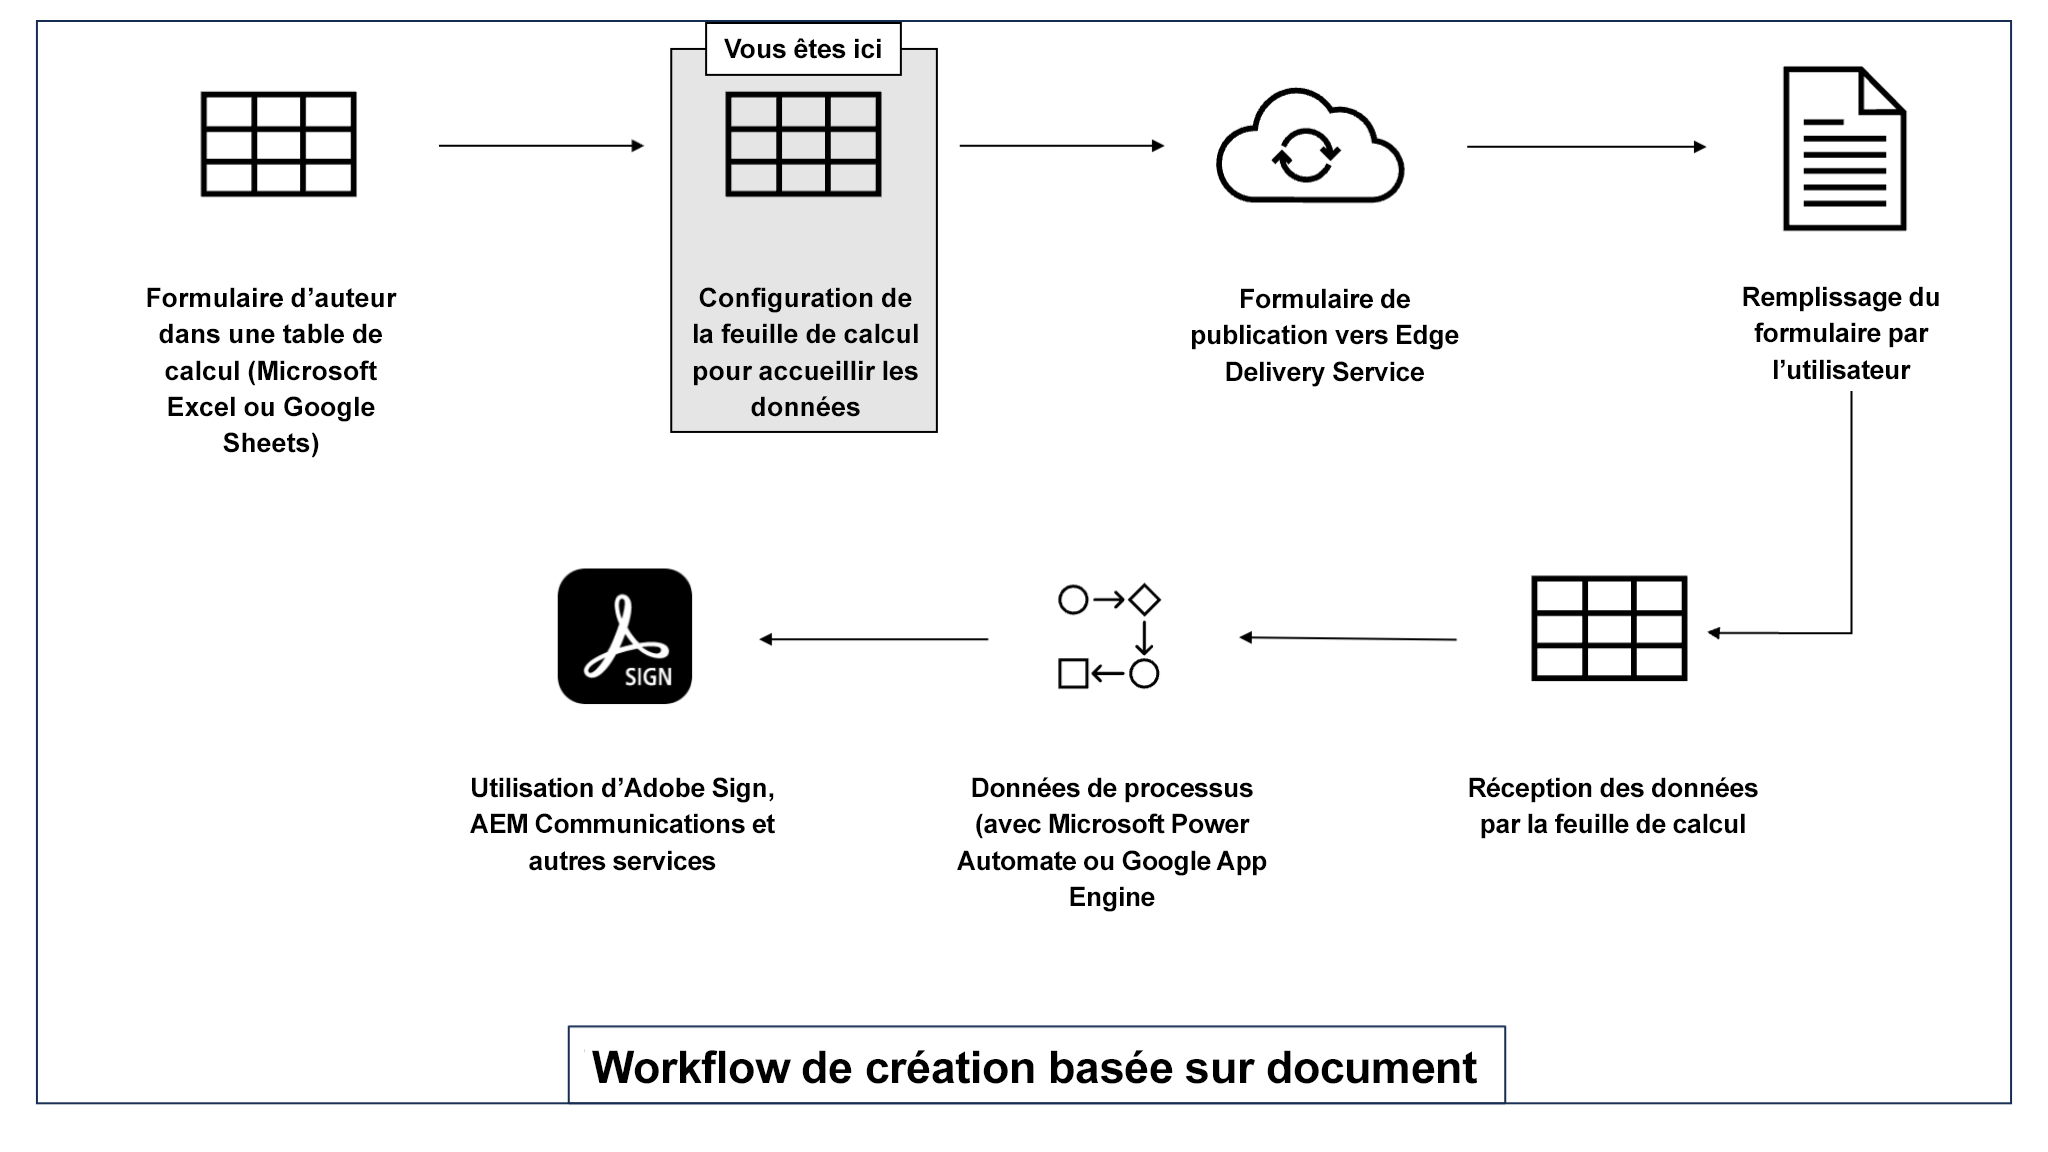 Vous êtes ici
Formulaire d’auteur
dans une table de
calcul (Microsoft
Excel ou Google
Sheets)
Configuration de
la feuille de calcul
pour accueillir les
données
Formulaire de
publication vers Edge
Delivery Service
Remplissage du
formulaire par
l’utilisateur
SIGN
Utilisation d’Adobe Sign,
AEM Communications et
autres services
Données de processus
(avec Microsoft Power
Automate ou Google App
Engine
Réception des données
par la feuille de calcul
Workflow de création basée sur document